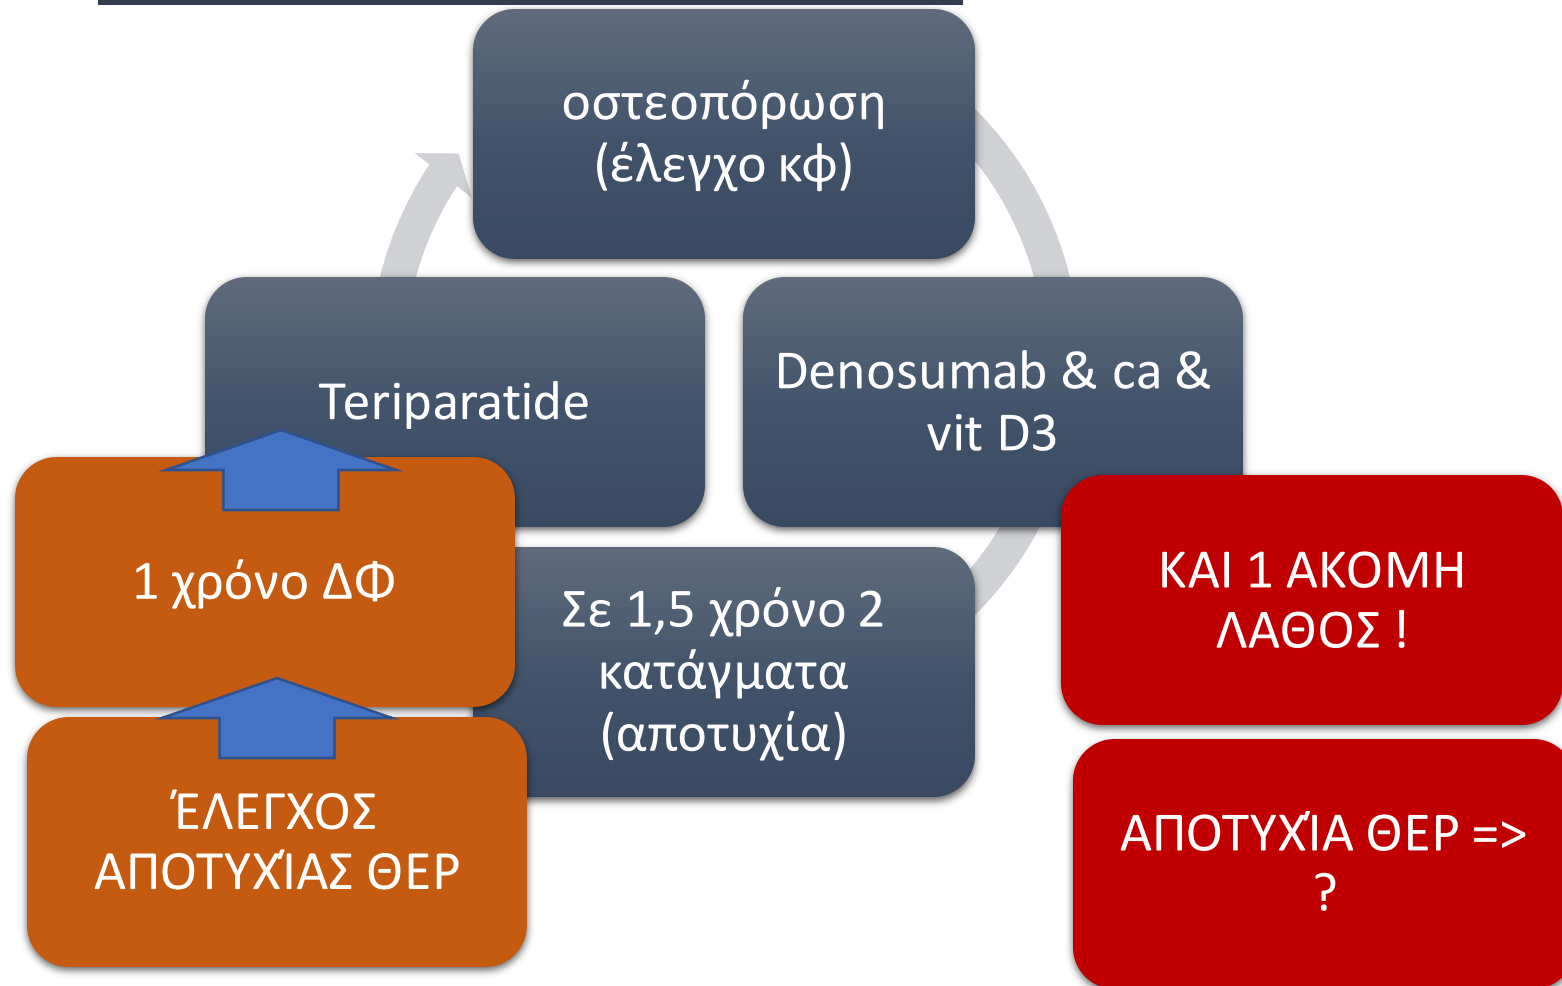 οστεοπόρωση
(έλεγχο κφ)
Teriparatide
Denosumab & ca &
vit D3
1 χρόνο ΔΦ
Σε 1,5 χρόνο 2
κατάγματα
(αποτυχία)
ΚΑΙ 1 ΑΚΟΜΗ
ΛΑΘΟΣ !
ΈΛΕΓΧΟΣ
ΑΠΟΤΥΧΊΑΣ ΘΕΡ
ΑΠΟΤΥΧΊΑ ΘΕΡ =>
?